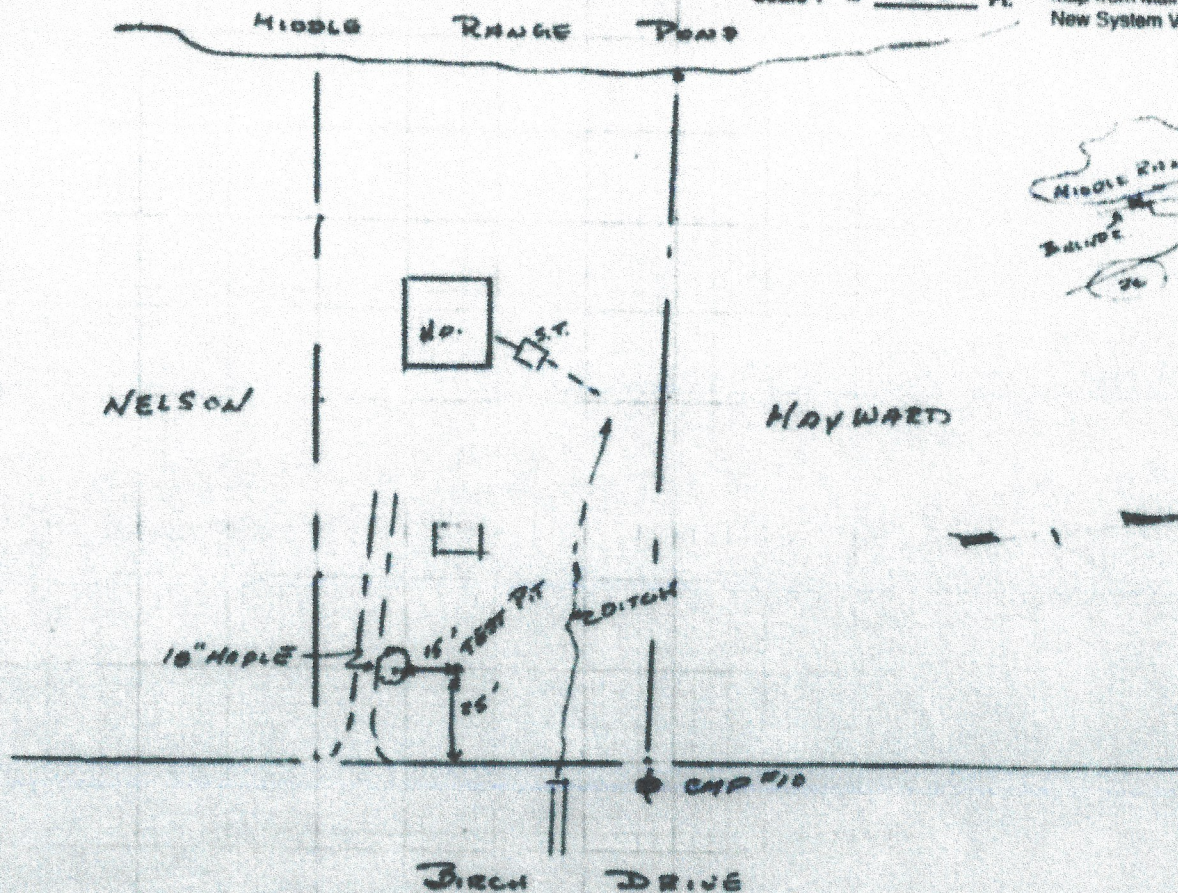 Ft.
New System V
MIDDLE RANGE POND
MIDDLE
HO.
S.T.
NELSON
HAYWARD
TEST PIT
DITCH
18" MAPLE
15'
25'
CMP #10
BIRCH DRIVE